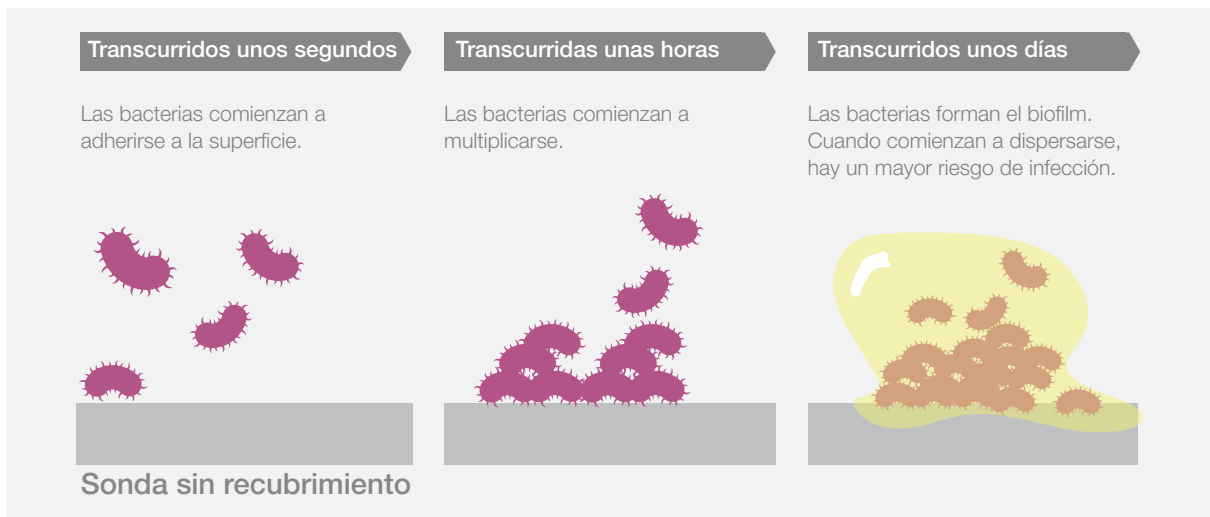 Transcurridos unos segundos
Las bacterias comienzan a
adherirse a la superficie.
Transcurridas unas horas
Las bacterias comienzan a
multiplicarse.
Transcurridos unos días
Las bacterias forman el biofilm.
Cuando comienzan a dispersarse,
hay un mayor riesgo de infección.
Sonda sin recubrimiento